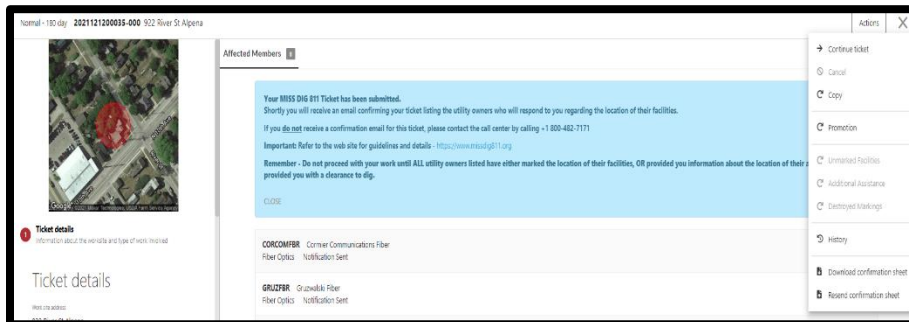 Normal - 180 day 2021121200035-000 922 River St Alpena
Actions X
Affected Members
Your MISS DIG 811 Ticket has been submitted.
Shortly you will receive an email confirming your ticket listing the utility owners who will respond to you regarding the location of their facilities.
If you do not receive a confirmation email for this ticket, please contact the call center by calling +1 800-482-7171
Important: Refer to the web site for guidelines and details - https://www.missdig811.org
Remember - Do not proceed with your work until ALL utility owners listed have either marked the location of their facilities, OR provided you information about the location of their
provided you with a clearance to dig.
CLOSE
CORCOMFBR Cormier Communications Fiber
Fiber Optics Notification Sent
GRUZFBR Gruzwalski Fiber
Fiber Optics Notification Sent
Continue ticket
Cancel
Copy
Promotion
Unmarked Facilities
Additional Assistance
Destroyed Markings
History
Download confirmation sheet
Resend confirmation sheet
Google
1 Ticket details
Information about the worksite and type of work involved
Ticket details
Work site address